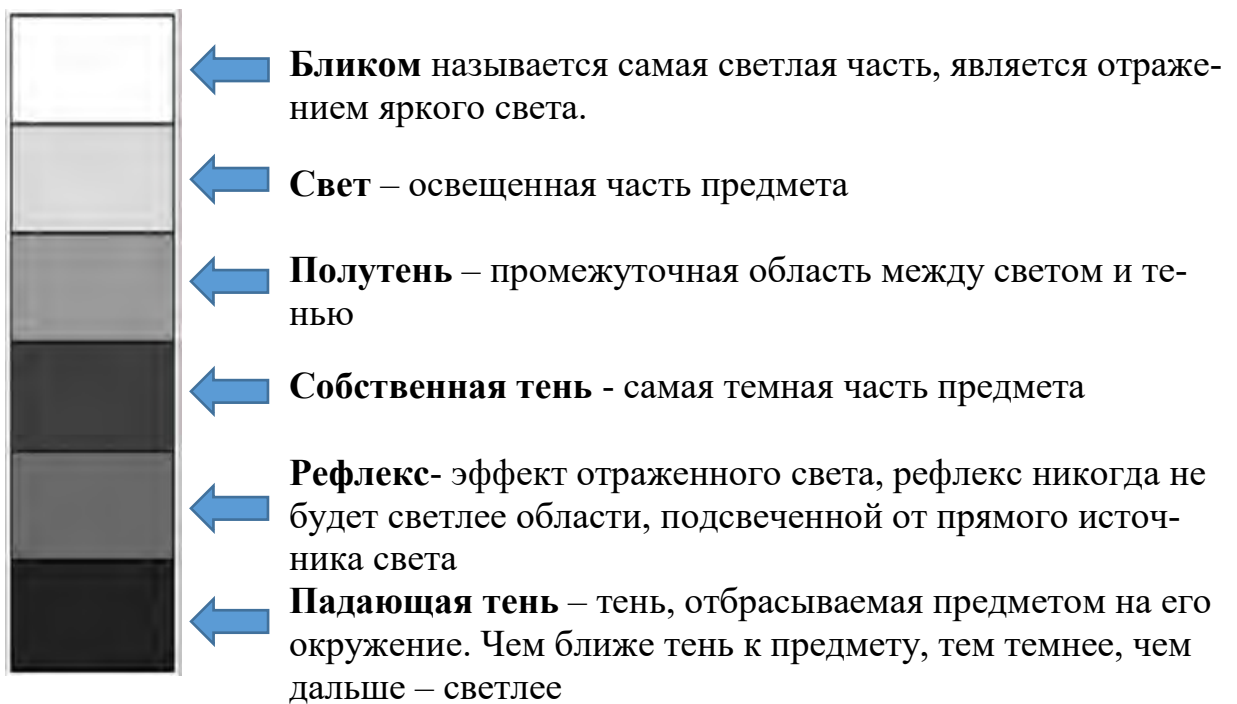 Бликом называется самая светлая часть, является отраже-
нием яркого света.
Свет – освещенная часть предмета
Полутень – промежуточная область между светом и те-
нью
Собственная тень - самая темная часть предмета
Рефлекс- эффект отраженного света, рефлекс никогда не
будет светлее области, подсвеченной от прямого источ-
ника света
Падающая тень – тень, отбрасываемая предметом на его
окружение. Чем ближе тень к предмету, тем темнее, чем
дальше – светлее